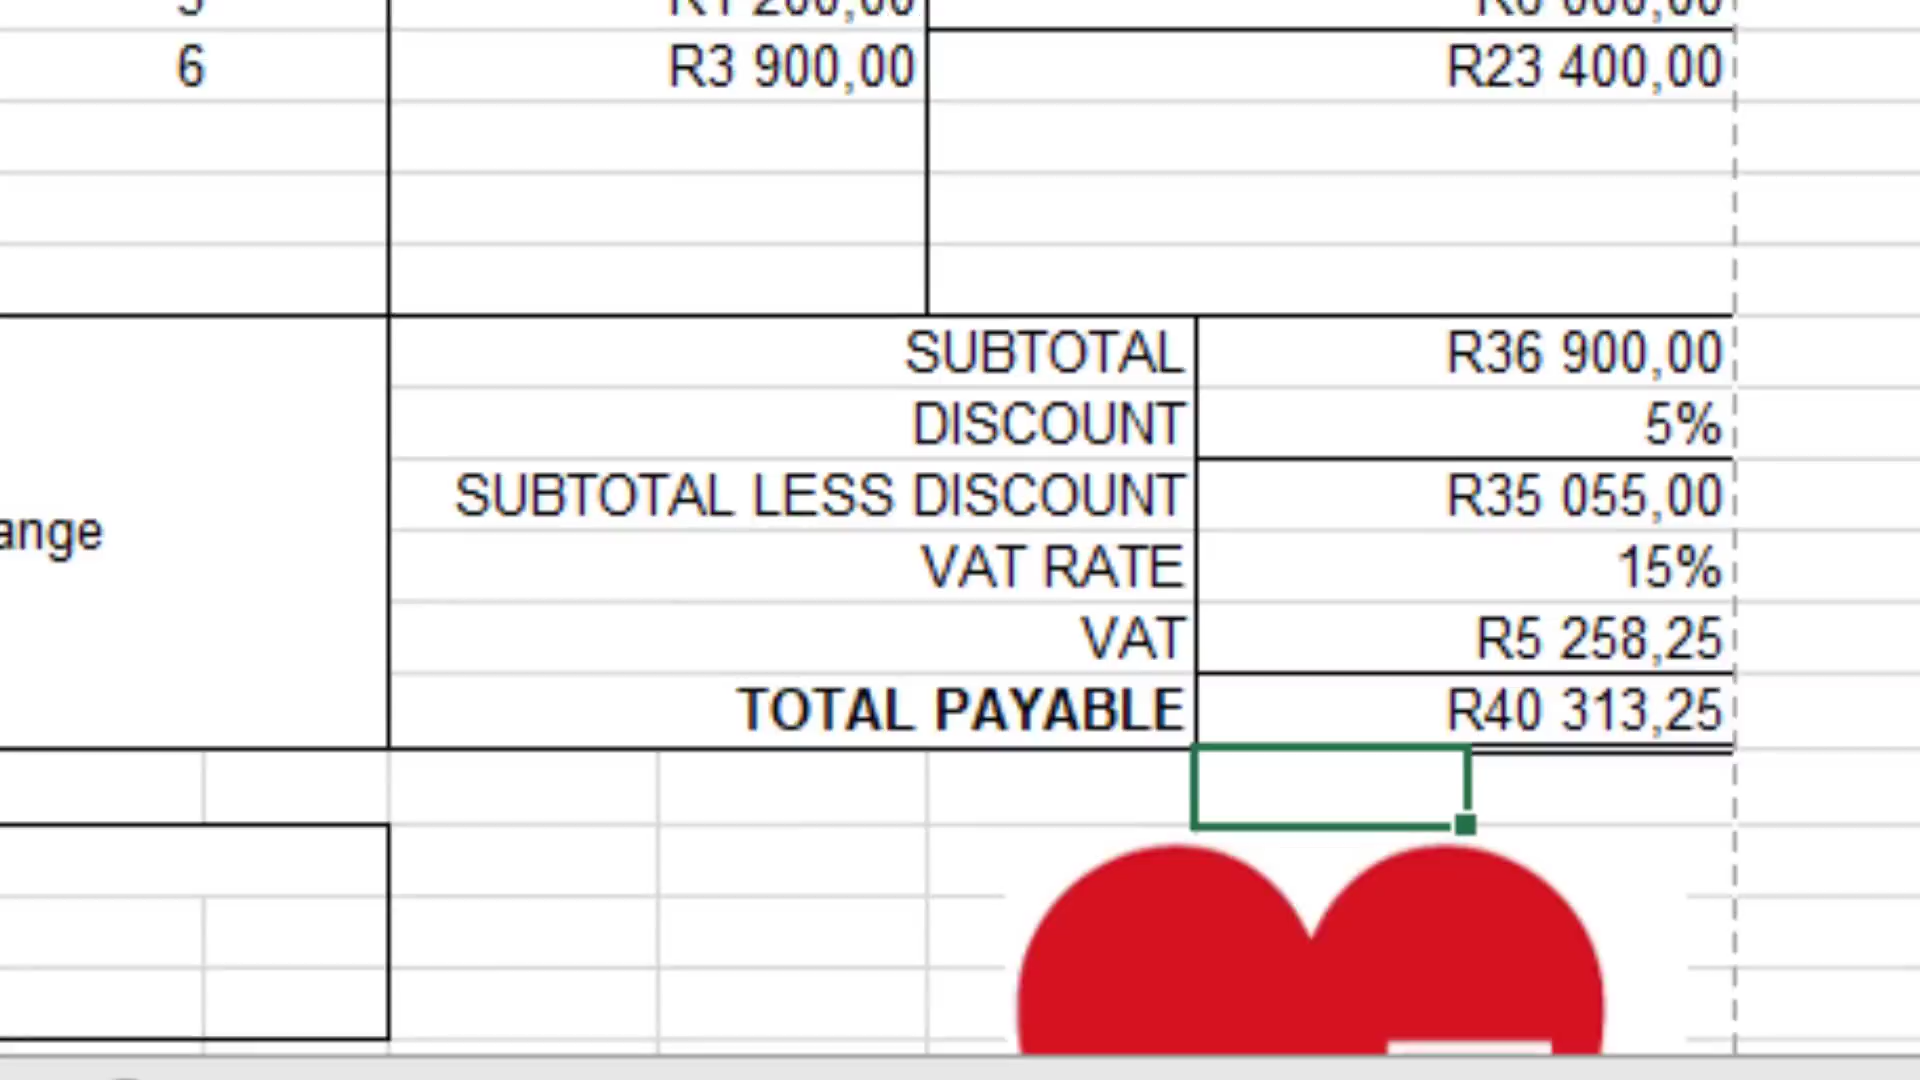 6 R3 900,00 R23 400,00
SUBTOTAL R36 900,00
DISCOUNT 5%
SUBTOTAL LESS DISCOUNT R35 055,00
ange
VAT RATE 15%
VAT R5 258,25
TOTAL PAYABLE R40 313,25